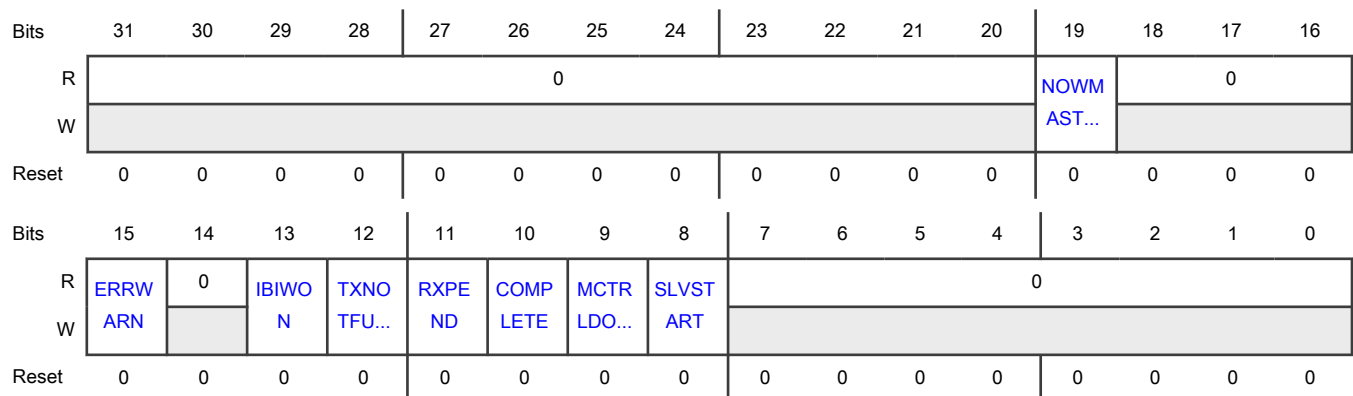 Bits 31 30 29 28 27 26 25 24 23 22 21 20 19 18 17 16
R 0 NOWM AST... 0
W
Reset 0 0 0 0 0 0 0 0 0 0 0 0 0 0 0 0
Bits 15 14 13 12 11 10 9 8 7 6 5 4 3 2 1 0
R ERRW ARN 0 IBIWO N TXNO TFU... RXPE ND COMP LETE MCTR LDO... SLVST ART 0
W
Reset 0 0 0 0 0 0 0 0 0 0 0 0 0 0 0 0